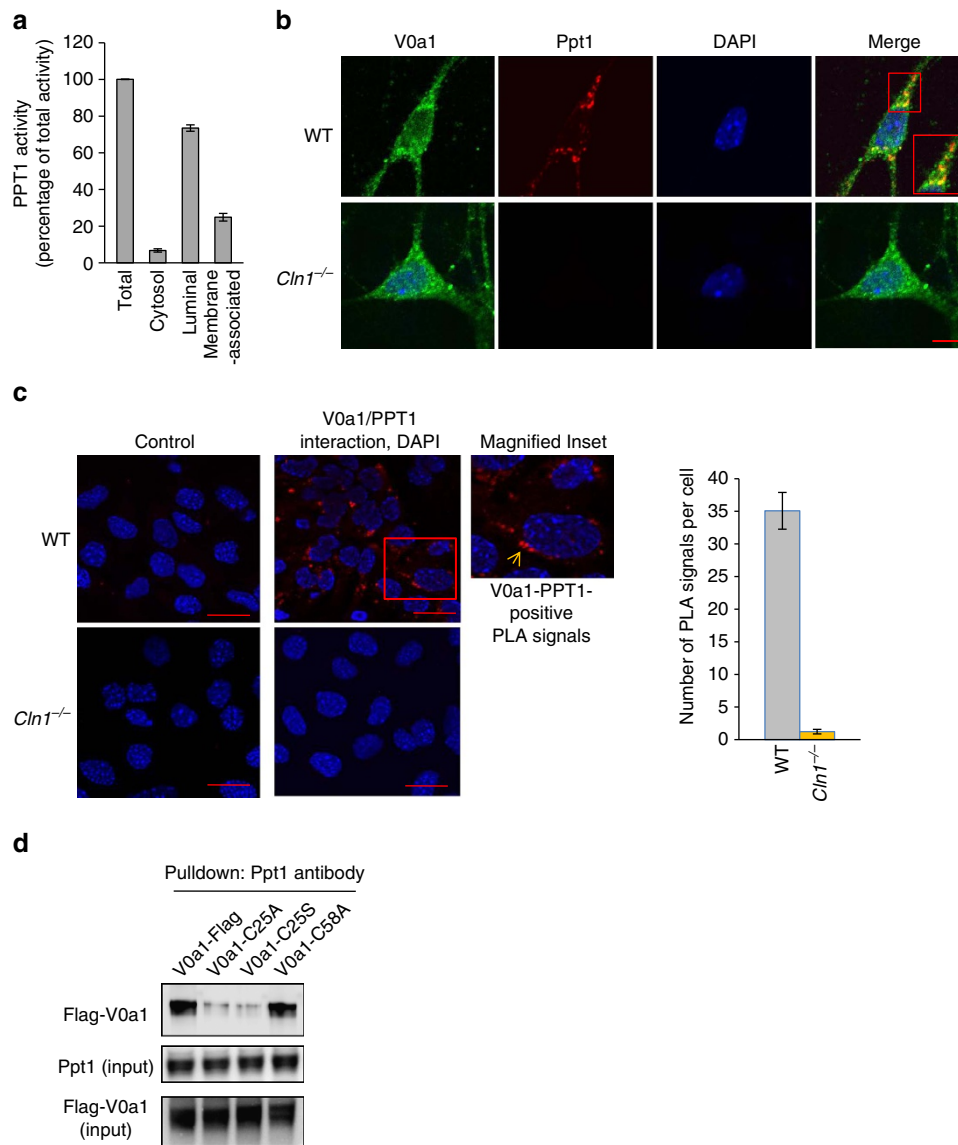 a
PPT1 activity
(percentage of total activity)
120
100
80
60
40
20
0
Total
Cytosol
Luminal
Membrane
-associated
b
V0a1
Ppt1
DAPI
Merge
WT
Cln1–/–
c
Control
V0a1/PPT1
interaction, DAPI
Magnified Inset
WT
Cln1–/–
V0a1-PPT1-
positive
PLA signals
Number of PLA signals per cell
40
35
30
25
20
15
10
5
0
WT
Cln1–/–
d
Pulldown: Ppt1 antibody
V0a1-Flag
V0a1-C25A
V0a1-C25S
V0a1-C58A
Flag-V0a1
Ppt1 (input)
Flag-V0a1
(input)